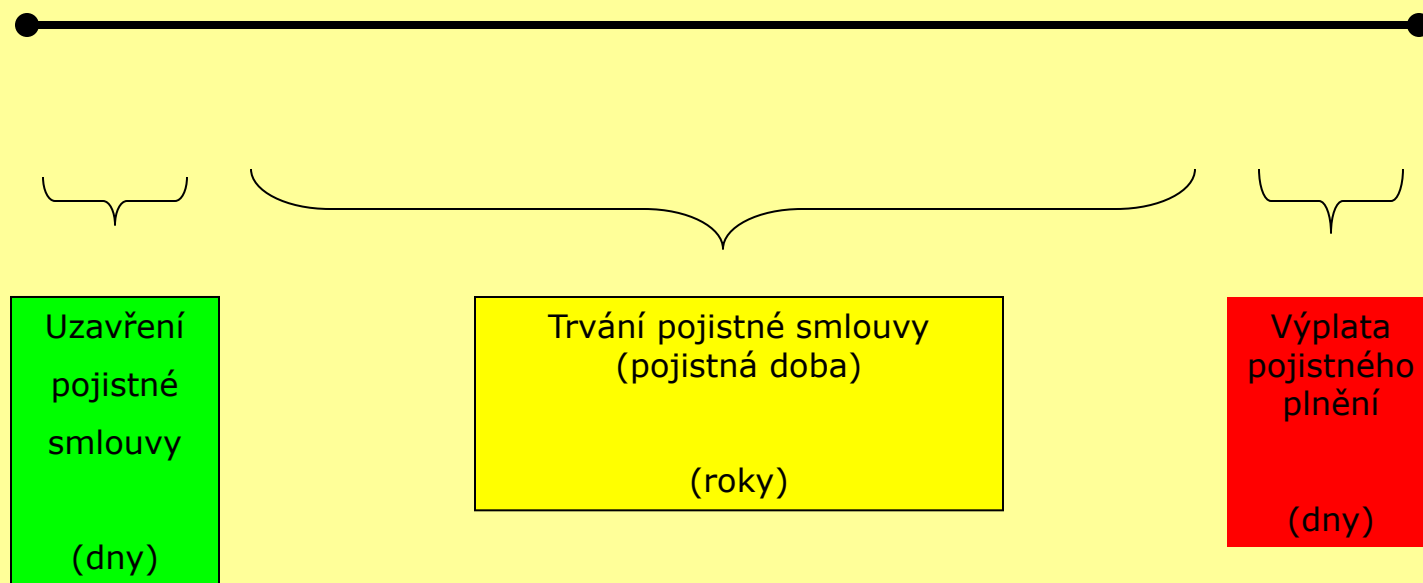 Uzavření
pojistné
smlouvy
(dny)
Trvání pojistné smlouvy
(pojistná doba)
(roky)
Výplata
pojistného
plnění
(dny)